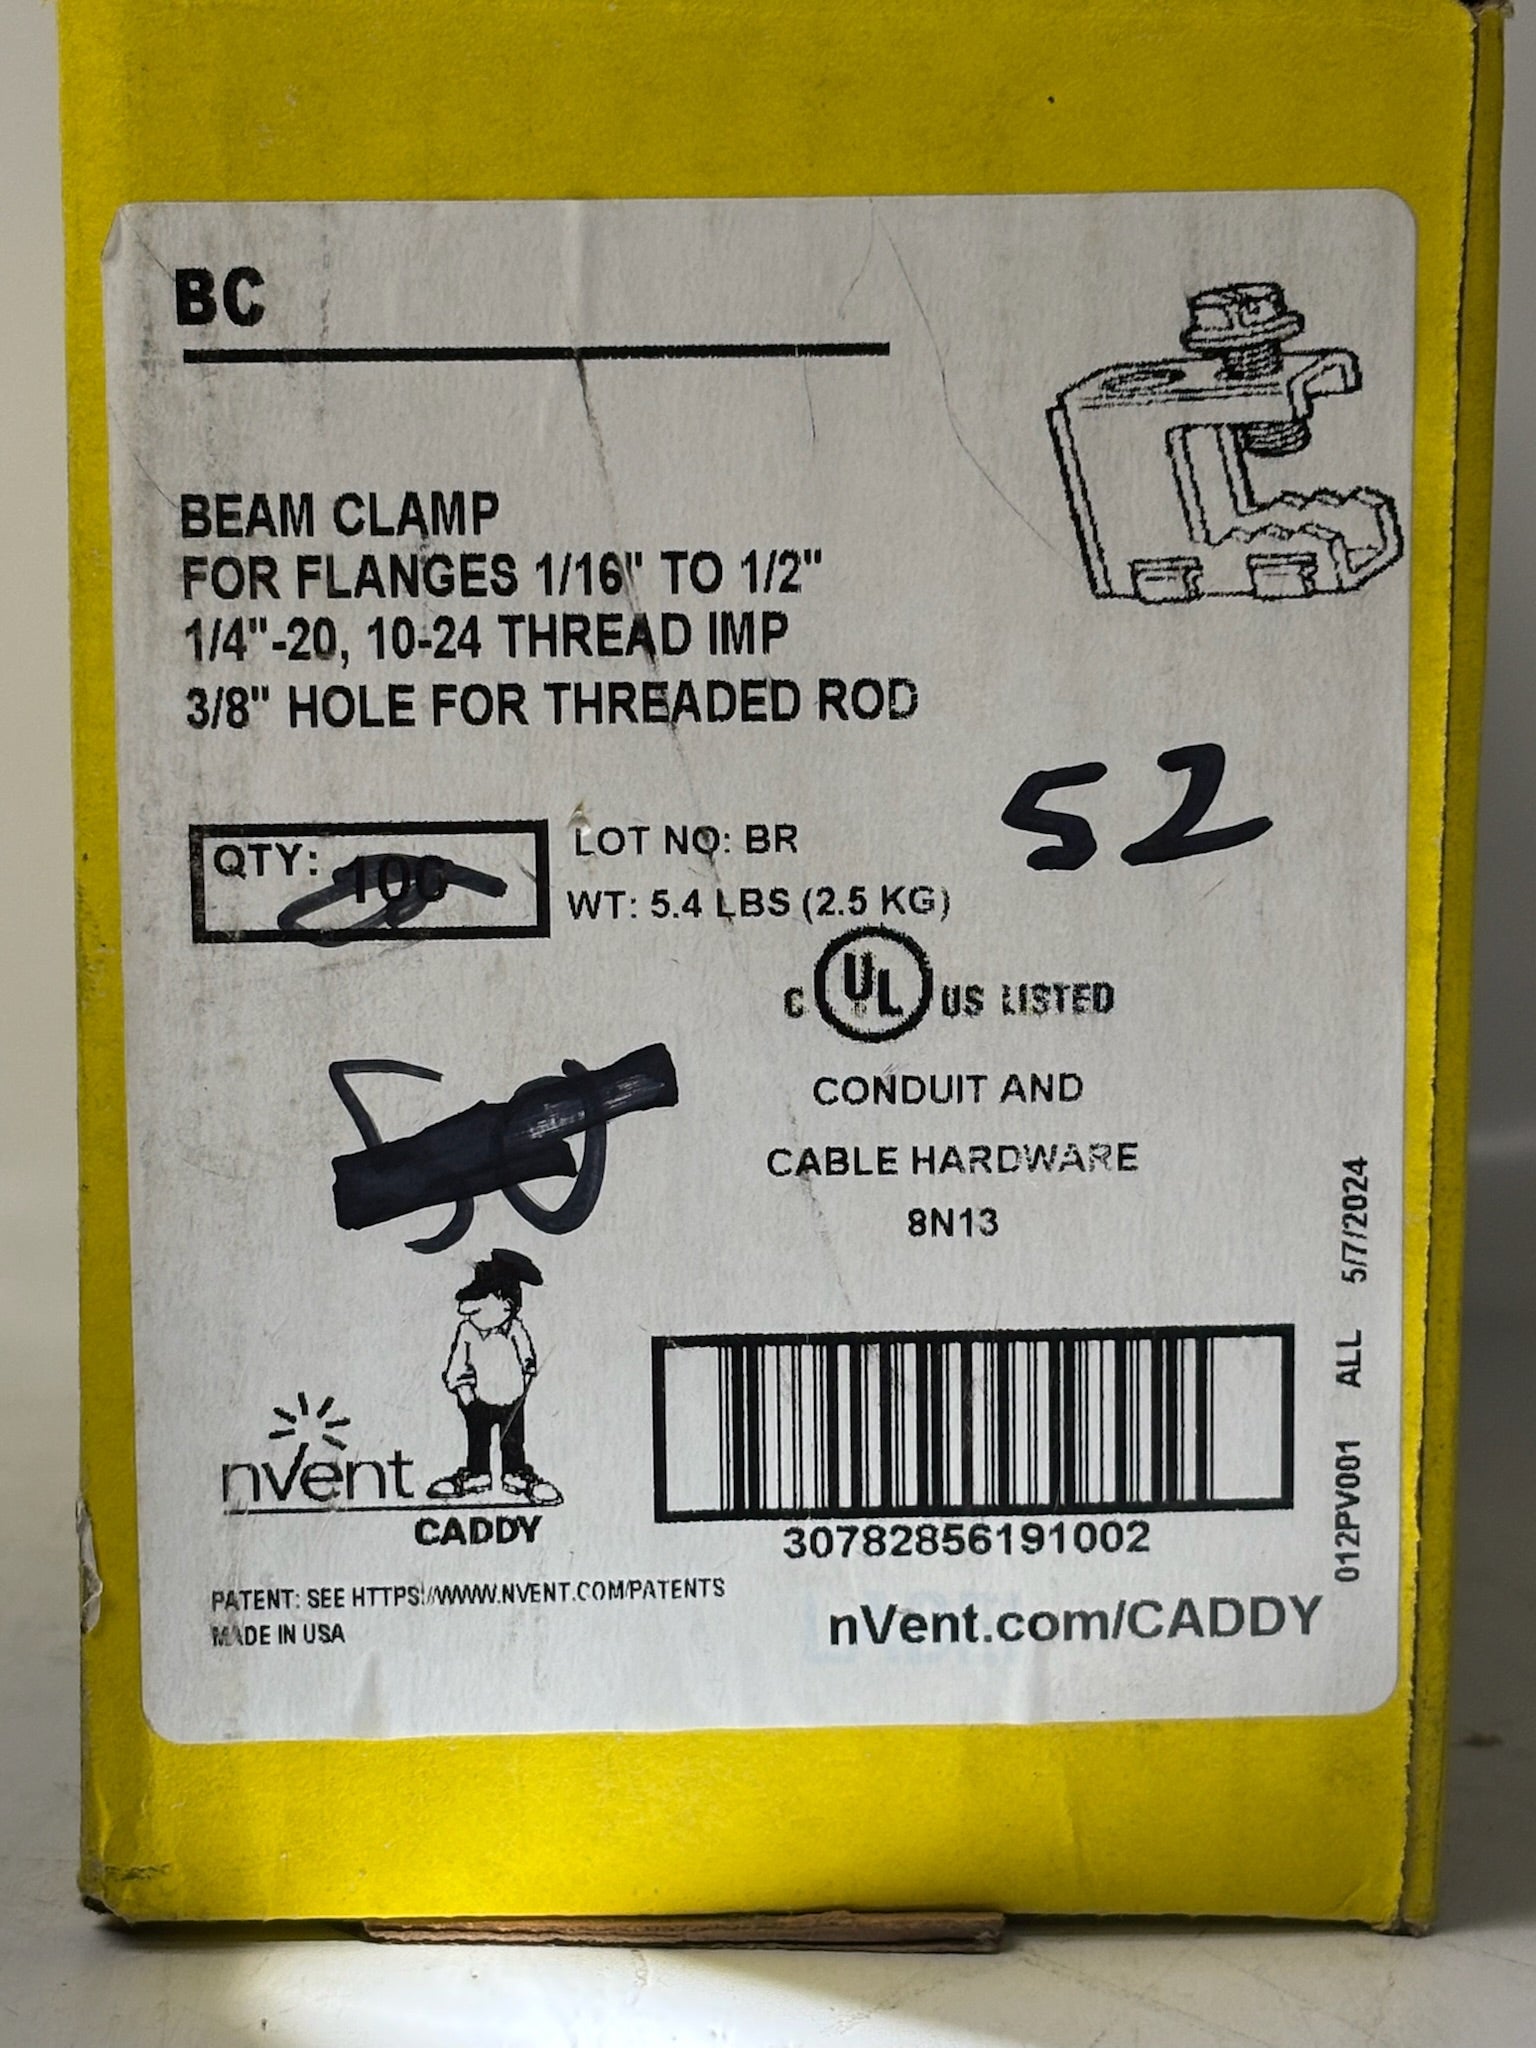 BC
BEAM CLAMP
FOR FLANGES 1/16" TO 1/2"
1/4"-20, 10-24 THREAD IMP
3/8" HOLE FOR THREADED ROD
52
QTY: 100
LOT NO: BR
WT: 5.4 LBS (2.5 KG)
C UL US LISTED
CONDUIT AND
CABLE HARDWARE
8N13
nVent
CADDY
30782856191002
012PV001 ALL 5/7/2024
PATENT: SEE HTTPS://WWW.NVENT.COM/PATENTS
MADE IN USA
nVent.com/CADDY